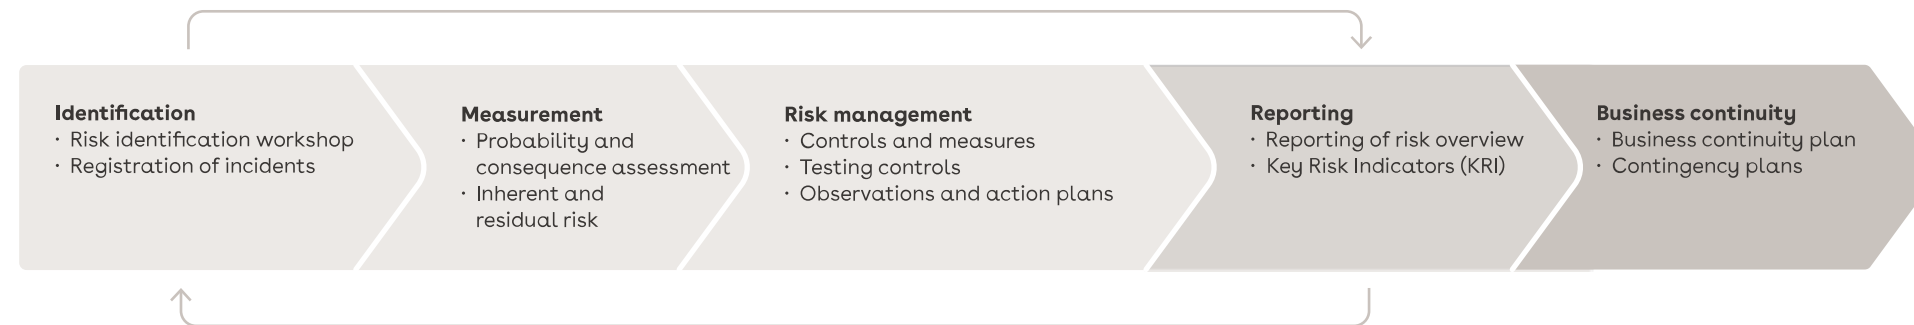 Identification
· Risk identification workshop
· Registration of incidents
Measurement
· Probability and
consequence assessment
· Inherent and
residual risk
Risk management
· Controls and measures
· Testing controls
· Observations and action plans
Reporting
· Reporting of risk overview
· Key Risk Indicators (KRI)
Business continuity
· Business continuity plan
· Contingency plans